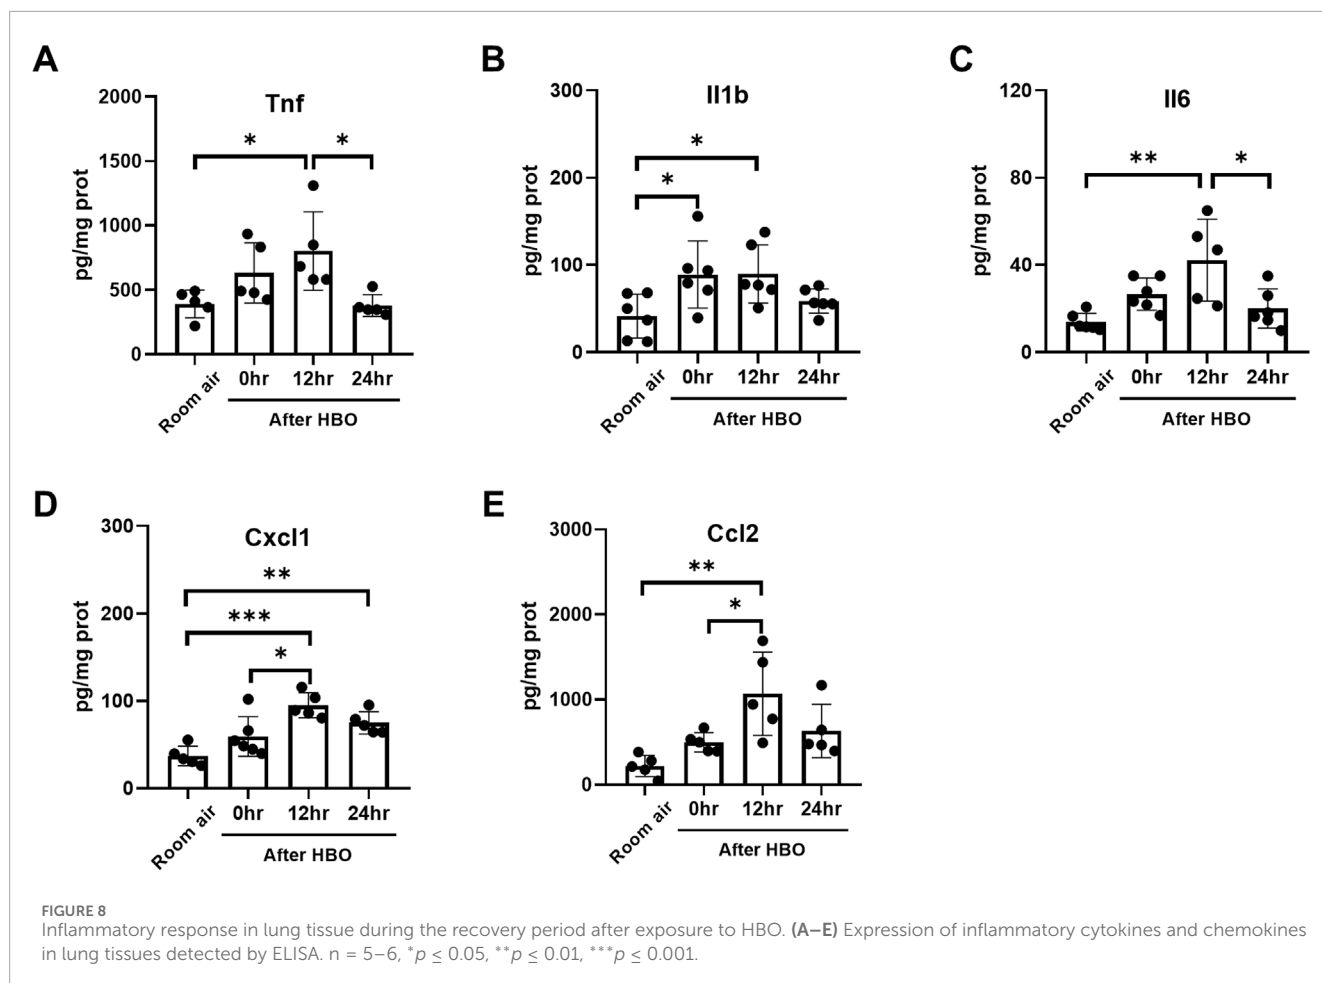 A
Tnf
pg/mg prot
2000
1500
1000
500
0
*
*
Room air
0hr
12hr
24hr
After HBO
B
Il1b
pg/mg prot
300
200
100
0
*
*
Room air
0hr
12hr
24hr
After HBO
C
Il6
pg/mg prot
120
80
40
0
**
*
Room air
0hr
12hr
24hr
After HBO
D
Cxcl1
pg/mg prot
300
200
100
0
**
***
*
Room air
0hr
12hr
24hr
After HBO
E
Ccl2
pg/mg prot
3000
2000
1000
0
**
*
Room air
0hr
12hr
24hr
After HBO
FIGURE 8
Inflammatory response in lung tissue during the recovery period after exposure to HBO. (A–E) Expression of inflammatory cytokines and chemokines
in lung tissues detected by ELISA. n = 5–6, *p ≤ 0.05, **p ≤ 0.01, ***p ≤ 0.001.